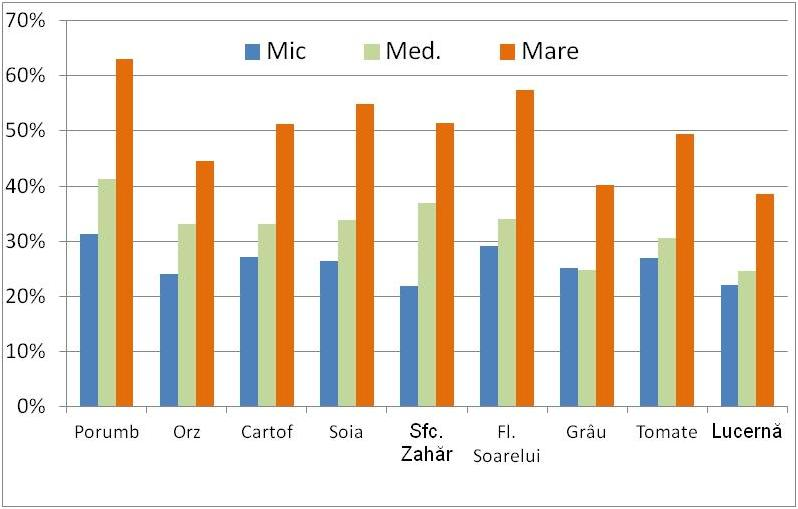 70%
Mic Med. Mare
60%
50%
40%
30%
20%
10%
0%
Porumb Orz Cartof Soia Sfc. Fl. Grâu Tomate Lucernă
Zahăr Soarelui